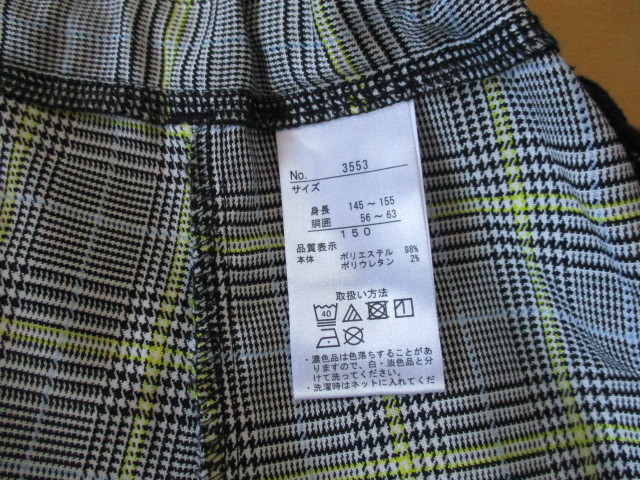 No. 3553
サイズ
身長 145～155
胴囲 56～63
150
品質表示
本体 ポリエステル 98%
ポリウレタン 2%
取扱い方法
40
・濃色品は色落ちすることがあ
りますので、白・淡色品と分
けて洗ってください。
・洗濯時はネットに入れてくだ